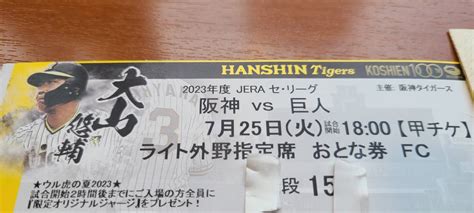 HANSHIN Tigers KOSHIEN 100
2023年度 JERA セ・リーグ 主催：阪神タイガース
大山悠輔
阪神 vs 巨人
7月25日(火) 試合開始 18:00 【甲チケ】
ライト外野指定席 おとな券 FC
段 15
★ウル虎の夏2023★
試合開始2時間後までにご入場の方全員に
『限定オリジナルジャージ』をプレゼント！